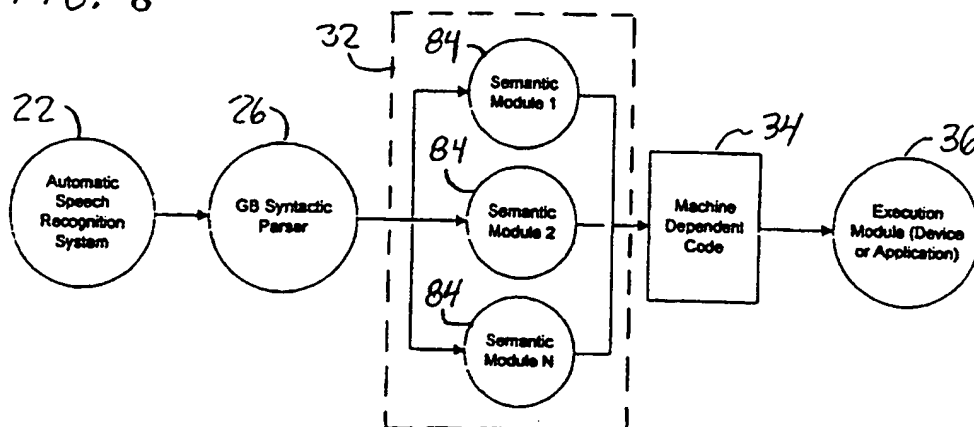 FIG. 8
32
84
Semantic
Module 1
22
Automatic
Speech
Recognition
System
26
GB Syntactic
Parser
84
Semantic
Module 2
84
Semantic
Module N
34
Machine
Dependent
Code
36
Execution
Module (Device
or Application)